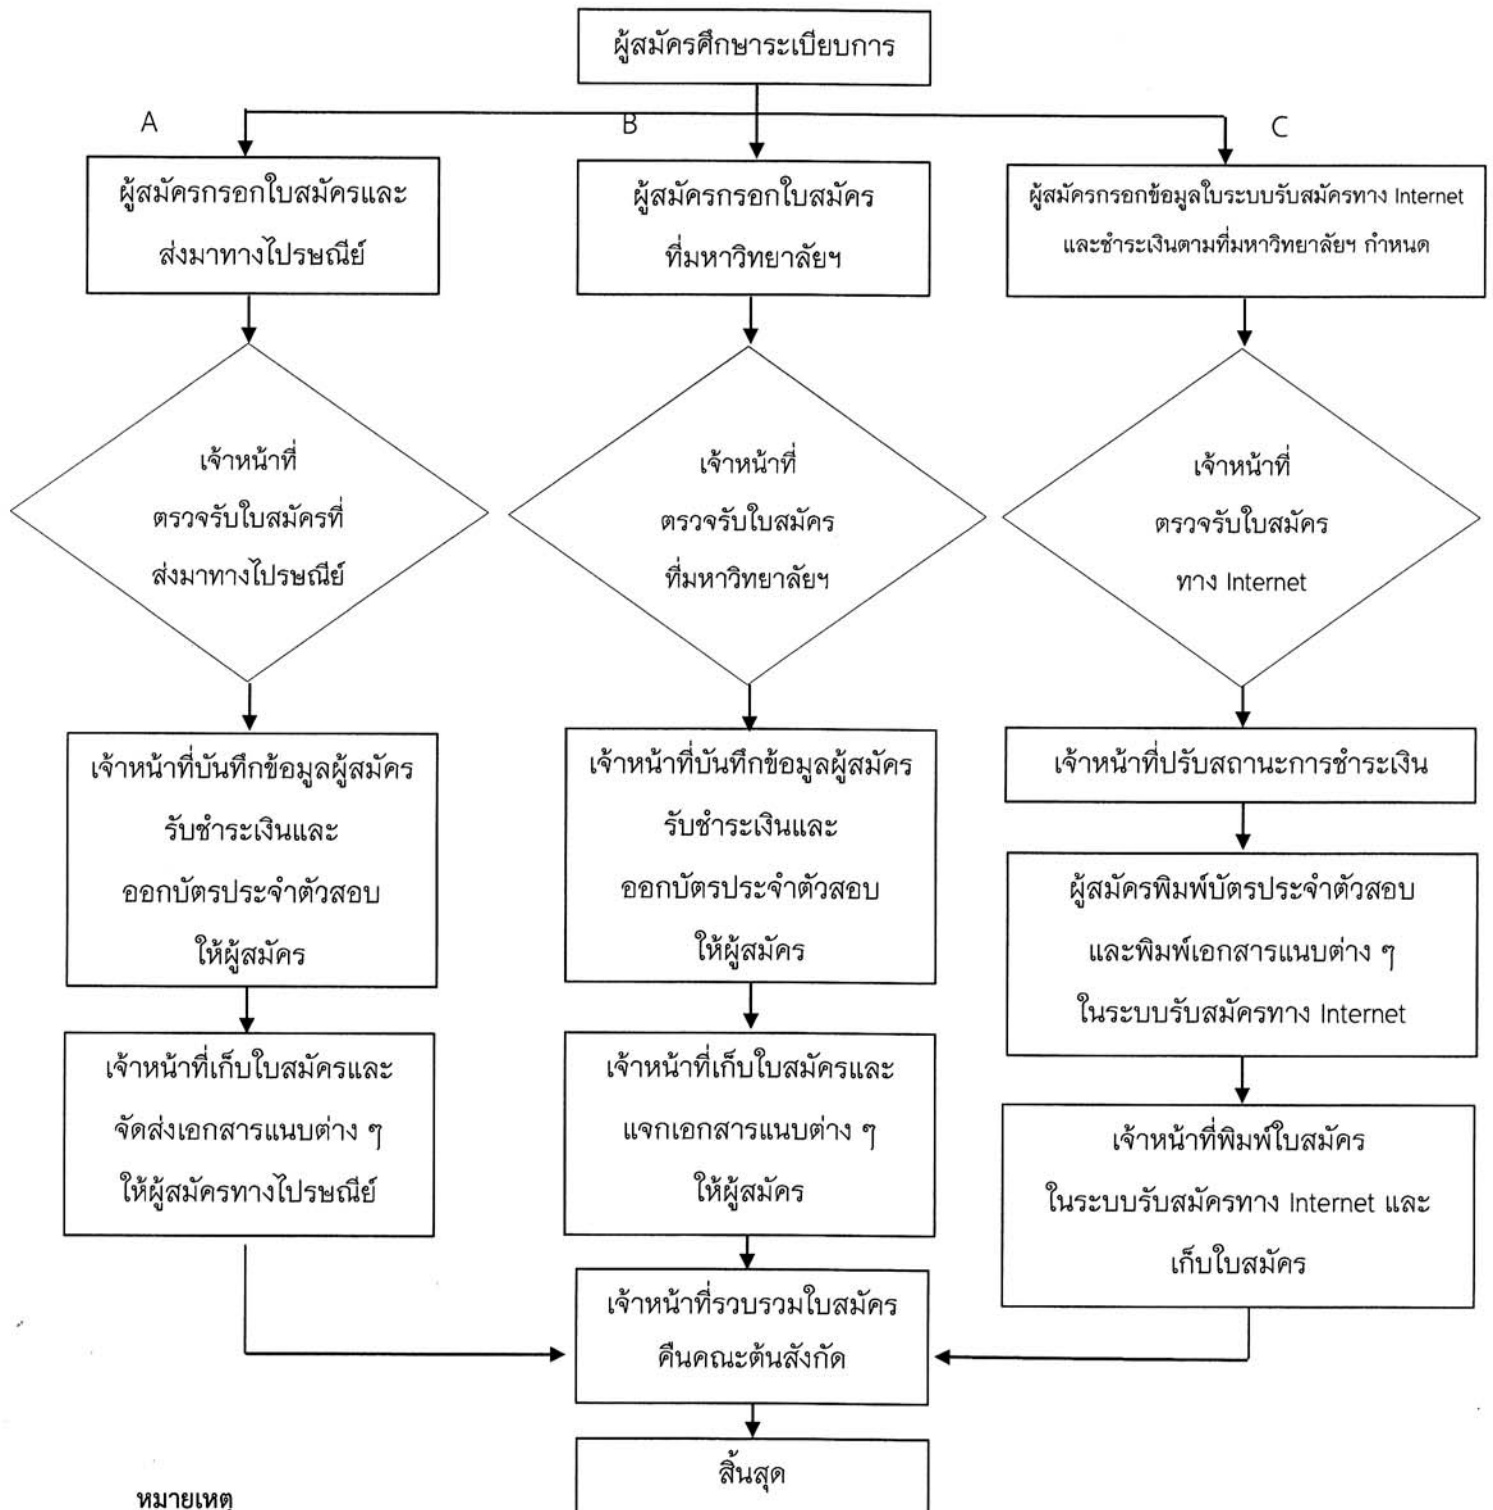 ผู้สมัครศึกษาระเบียบการ
A
B
C
ผู้สมัครกรอกใบสมัครและ
ส่งมาทางไปรษณีย์
ผู้สมัครกรอกใบสมัคร
ที่มหาวิทยาลัยฯ
ผู้สมัครกรอกข้อมูลใบระบบรับสมัครทาง Internet
และชำระเงินตามที่มหาวิทยาลัยฯ กำหนด
เจ้าหน้าที่
ตรวจรับใบสมัครที่
ส่งมาทางไปรษณีย์
เจ้าหน้าที่
ตรวจรับใบสมัคร
ที่มหาวิทยาลัยฯ
เจ้าหน้าที่
ตรวจรับใบสมัคร
ทาง Internet
เจ้าหน้าที่บันทึกข้อมูลผู้สมัคร
รับชำระเงินและ
ออกบัตรประจำตัวสอบ
ให้ผู้สมัคร
เจ้าหน้าที่บันทึกข้อมูลผู้สมัคร
รับชำระเงินและ
ออกบัตรประจำตัวสอบ
ให้ผู้สมัคร
เจ้าหน้าที่ปรับสถานะการชำระเงิน
ผู้สมัครพิมพ์บัตรประจำตัวสอบ
และพิมพ์เอกสารแนบต่าง ๆ
ในระบบรับสมัครทาง Internet
เจ้าหน้าที่เก็บใบสมัครและ
จัดส่งเอกสารแนบต่าง ๆ
ให้ผู้สมัครทางไปรษณีย์
เจ้าหน้าที่เก็บใบสมัครและ
แจกเอกสารแนบต่าง ๆ
ให้ผู้สมัคร
เจ้าหน้าที่พิมพ์ใบสมัคร
ในระบบรับสมัครทาง Internet และ
เก็บใบสมัคร
เจ้าหน้าที่รวบรวมใบสมัคร
คืนคณะต้นสังกัด
สิ้นสุด
หมายเหตุ